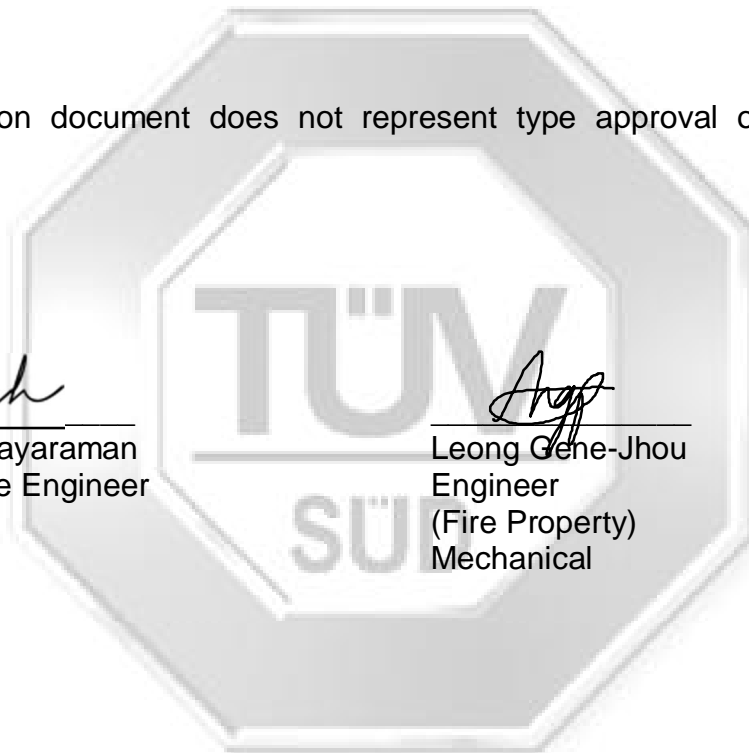 on document does not represent type approval o
TÜV
SÜD
ayaraman
e Engineer
Leong Gene-Jhou
Engineer
(Fire Property)
Mechanical